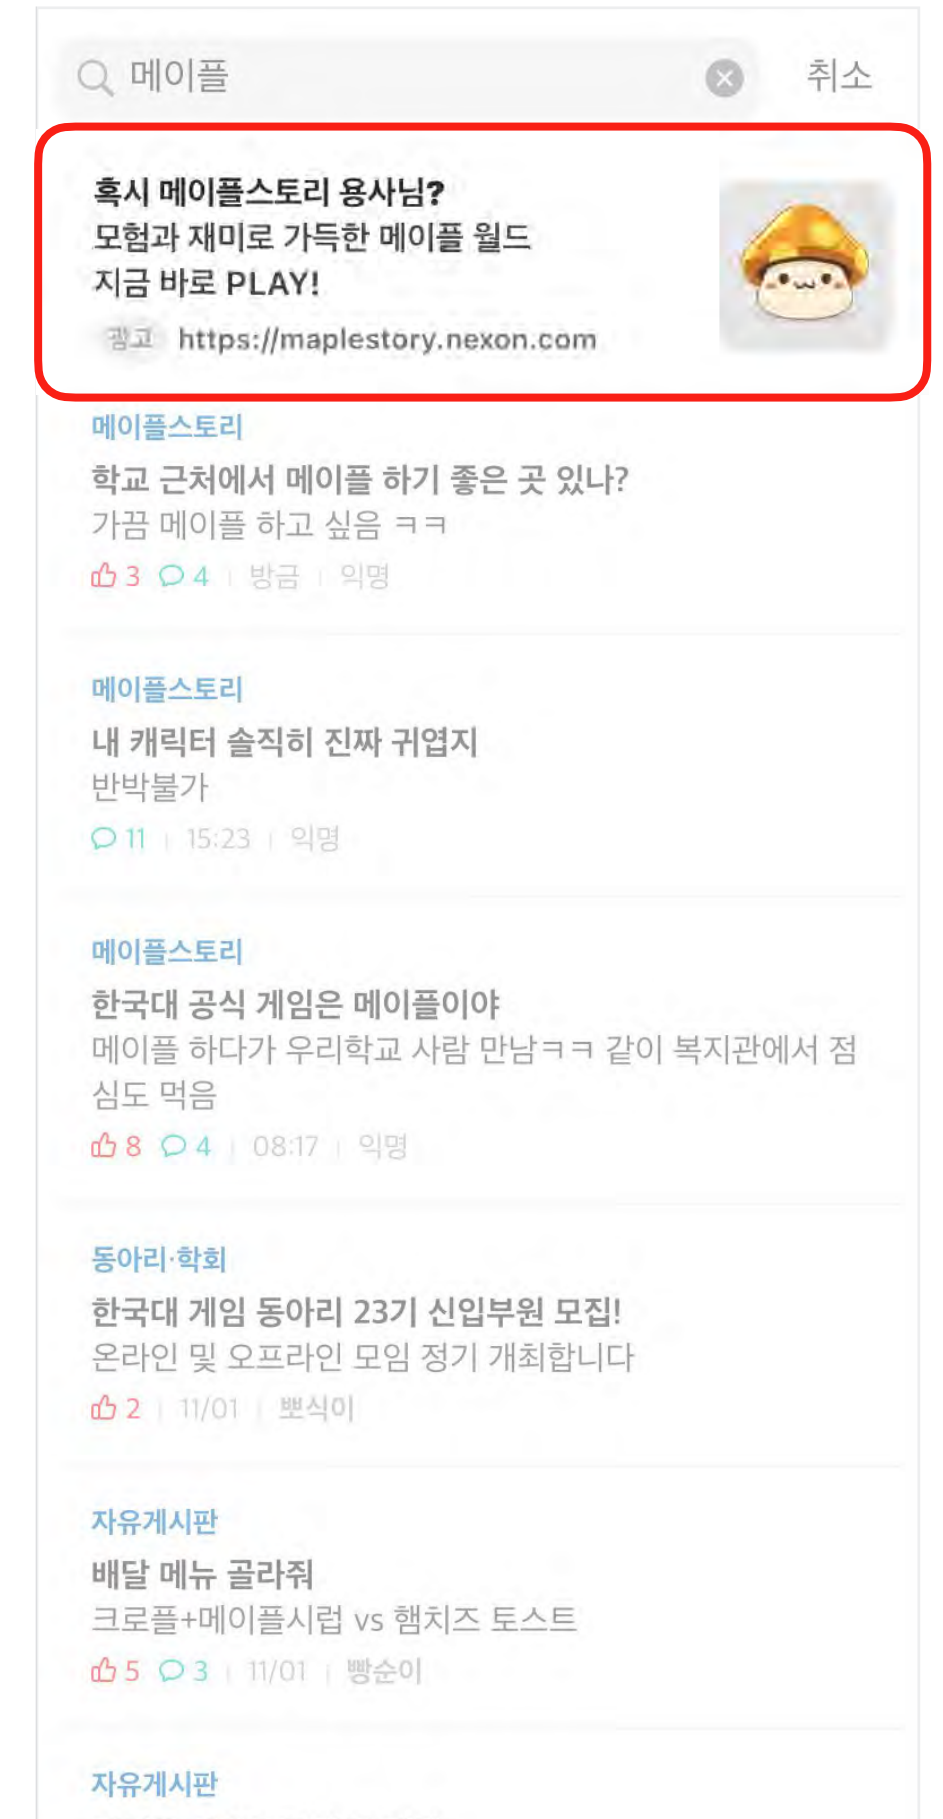 메이플
취소
혹시 메이플스토리 용사님?
모험과 재미로 가득한 메이플 월드
지금 바로 PLAY!
광고 https://maplestory.nexon.com
메이플스토리
학교 근처에서 메이플 하기 좋은 곳 있나?
가끔 메이플 하고 싶음 ㅋㅋ
3 4 | 방금 | 익명
메이플스토리
내 캐릭터 솔직히 진짜 귀엽지
반박불가
11 | 15:23 | 익명
메이플스토리
한국대 공식 게임은 메이플이야
메이플 하다가 우리학교 사람 만남ㅋㅋ 같이 복지관에서 점
심도 먹음
8 4 | 08:17 | 익명
동아리·학회
한국대 게임 동아리 23기 신입부원 모집!
온라인 및 오프라인 모임 정기 개최합니다
2 | 11/01 | 뽀식이
자유게시판
배달 메뉴 골라줘
크로플+메이플시럽 vs 햄치즈 토스트
5 3 | 11/01 | 빵순이
자유게시판